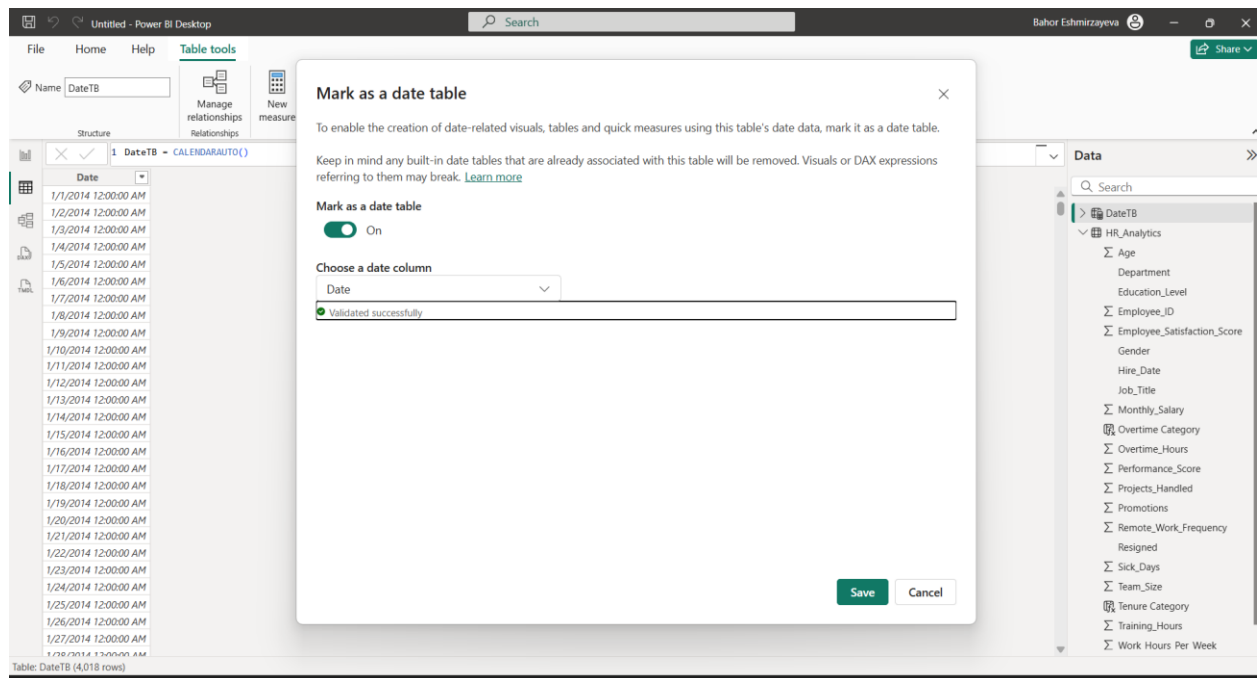 Untitled - Power BI Desktop
Search
Bahor Eshmirzayeva
File Home Help Table tools
Share
Name DateTB
Manage relationships
New measure
Structure
Relationships
1 DateTB = CALENDARAUTO()
Date
1/1/2014 12:00:00 AM
1/2/2014 12:00:00 AM
1/3/2014 12:00:00 AM
1/4/2014 12:00:00 AM
1/5/2014 12:00:00 AM
1/6/2014 12:00:00 AM
1/7/2014 12:00:00 AM
1/8/2014 12:00:00 AM
1/9/2014 12:00:00 AM
1/10/2014 12:00:00 AM
1/11/2014 12:00:00 AM
1/12/2014 12:00:00 AM
1/13/2014 12:00:00 AM
1/14/2014 12:00:00 AM
1/15/2014 12:00:00 AM
1/16/2014 12:00:00 AM
1/17/2014 12:00:00 AM
1/18/2014 12:00:00 AM
1/19/2014 12:00:00 AM
1/20/2014 12:00:00 AM
1/21/2014 12:00:00 AM
1/22/2014 12:00:00 AM
1/23/2014 12:00:00 AM
1/24/2014 12:00:00 AM
1/25/2014 12:00:00 AM
1/26/2014 12:00:00 AM
1/27/2014 12:00:00 AM
1/28/2014 12:00:00 AM
Table: DateTB (4,018 rows)
Mark as a date table
To enable the creation of date-related visuals, tables and quick measures using this table's date data, mark it as a date table.
Keep in mind any built-in date tables that are already associated with this table will be removed. Visuals or DAX expressions
referring to them may break. Learn more
Mark as a date table
On
Choose a date column
Date
Validated successfully
Save Cancel
Data
Search
DateTB
HR_Analytics
Age
Department
Education_Level
Employee_ID
Employee_Satisfaction_Score
Gender
Hire_Date
Job_Title
Monthly_Salary
Overtime Category
Overtime_Hours
Performance_Score
Projects_Handled
Promotions
Remote_Work_Frequency
Resigned
Sick_Days
Team_Size
Tenure Category
Training_Hours
Work Hours Per Week